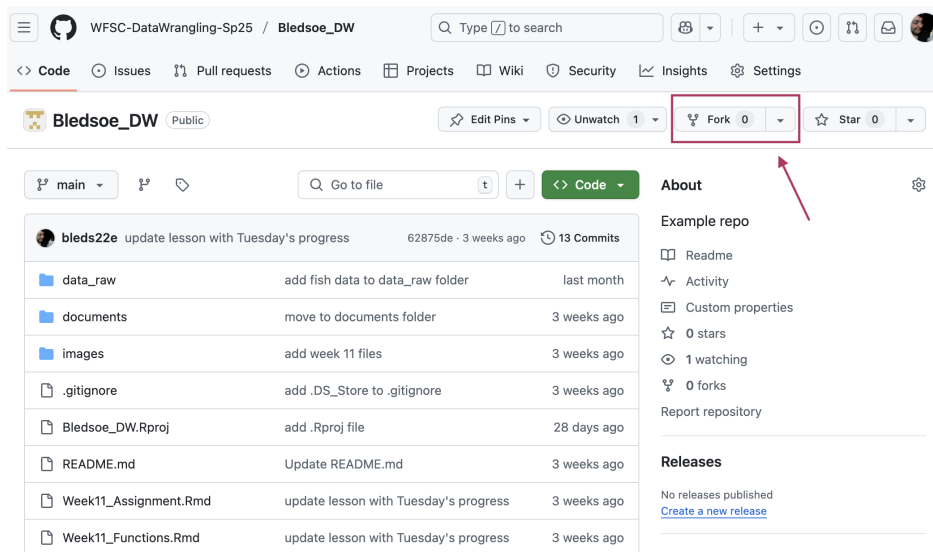 WFSC-DataWrangling-Sp25 / Bledsoe_DW
Type / to search
Code Issues Pull requests Actions Projects Wiki Security Insights Settings
Bledsoe_DW Public
Edit Pins Unwatch 1 Fork 0 Star 0
main
Go to file t
Code
bleds22e update lesson with Tuesday's progress 62875de · 3 weeks ago 13 Commits
data_raw add fish data to data_raw folder last month
documents move to documents folder 3 weeks ago
images add week 11 files 3 weeks ago
.gitignore add .DS_Store to .gitignore 3 weeks ago
Bledsoe_DW.Rproj add .Rproj file 28 days ago
README.md Update README.md 3 weeks ago
Week11_Assignment.Rmd update lesson with Tuesday's progress 3 weeks ago
Week11_Functions.Rmd update lesson with Tuesday's progress 3 weeks ago
About
Example repo
Readme
Activity
Custom properties
0 stars
1 watching
0 forks
Report repository
Releases
No releases published
Create a new release